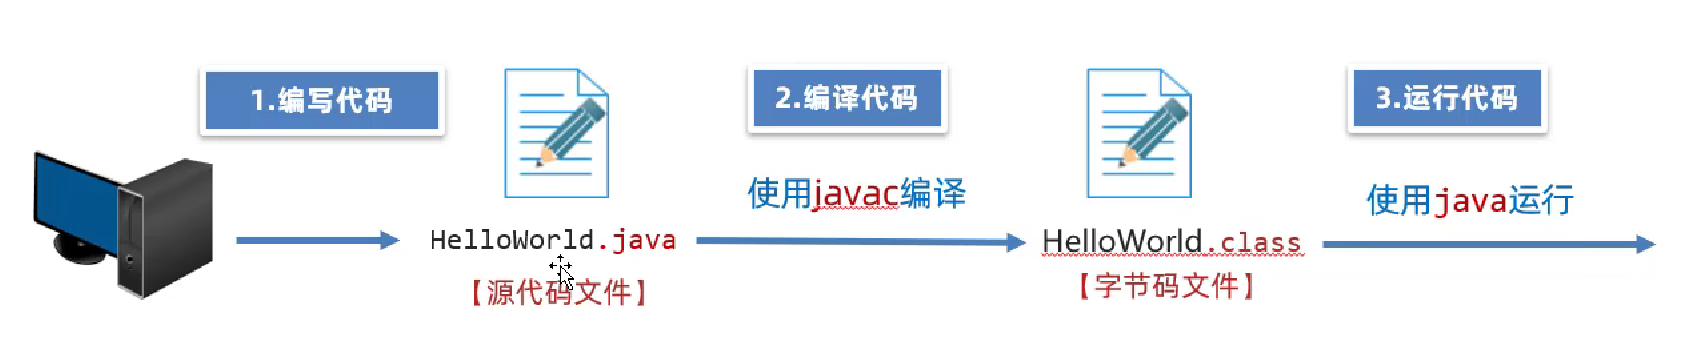 1.编写代码
2.编译代码
3.运行代码
使用javac编译
使用java运行
HelloWorld.java
HelloWorld.class
【源代码文件】
【字节码文件】